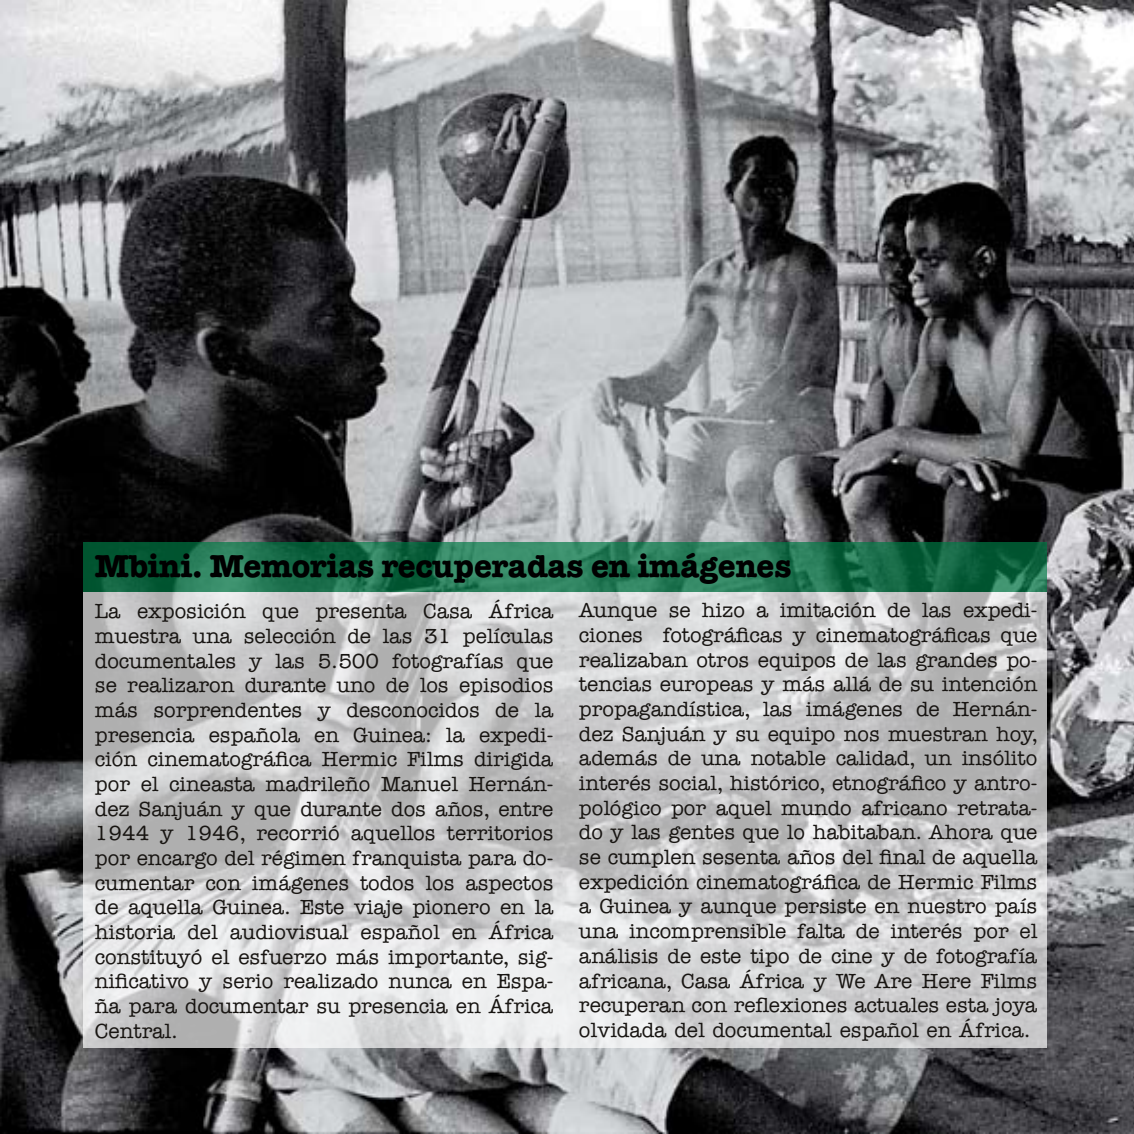 Mbini. Memorias recuperadas en imágenes
La exposición que presenta Casa África
muestra una selección de las 31 películas
documentales y las 5.500 fotografías que
se realizaron durante uno de los episodios
más sorprendentes y desconocidos de la
presencia española en Guinea: la expedi-
ción cinematográfica Hermic Films dirigida
por el cineasta madrileño Manuel Hernán-
dez Sanjuán y que durante dos años, entre
1944 y 1946, recorrió aquellos territorios
por encargo del régimen franquista para do-
cumentar con imágenes todos los aspectos
de aquella Guinea. Este viaje pionero en la
historia del audiovisual español en África
constituyó el esfuerzo más importante, sig-
nificativo y serio realizado nunca en Espa-
ña para documentar su presencia en África
Central.
Aunque se hizo a imitación de las expedi-
ciones fotográficas y cinematográficas que
realizaban otros equipos de las grandes po-
tencias europeas y más allá de su intención
propagandística, las imágenes de Hernán-
dez Sanjuán y su equipo nos muestran hoy,
además de una notable calidad, un insólito
interés social, histórico, etnográfico y antro-
pológico por aquel mundo africano retrata-
do y las gentes que lo habitaban. Ahora que
se cumplen sesenta años del final de aquella
expedición cinematográfica de Hermic Films
a Guinea y aunque persiste en nuestro país
una incomprensible falta de interés por el
análisis de este tipo de cine y de fotografía
africana, Casa África y We Are Here Films
recuperan con reflexiones actuales esta joya
olvidada del documental español en África.